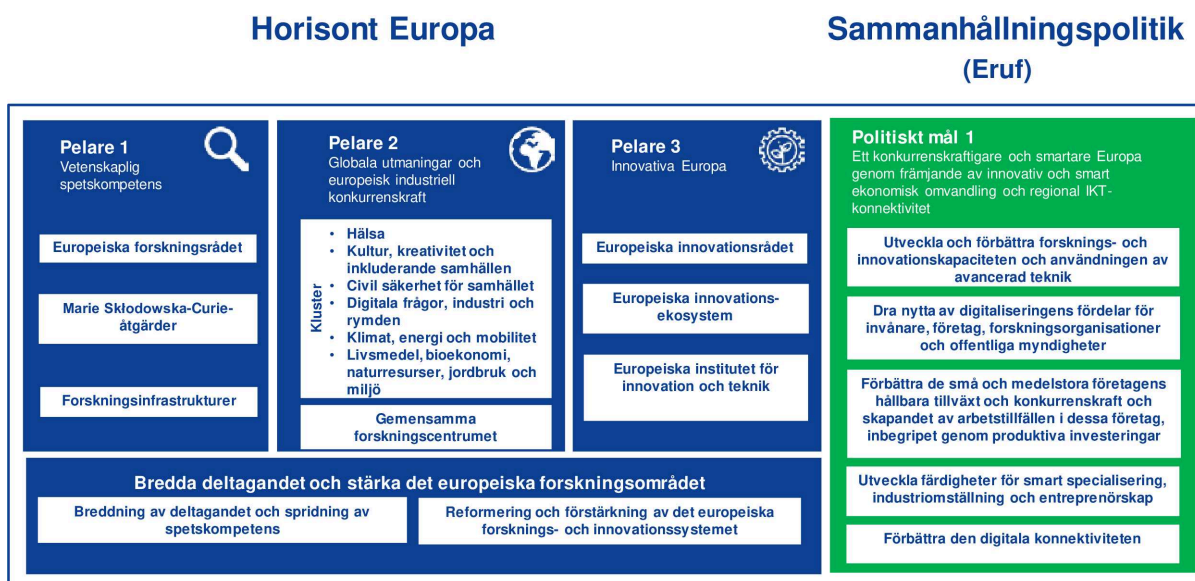 Horisont Europa
Sammanhållningspolitik
(Eruf)
Pelare 1
Vetenskaplig
spetskompetens
Europeiska forskningsrådet
Marie Skłodowska-Curie-
åtgärder
Forskningsinfrastrukturer
Pelare 2
Globala utmaningar och
europeisk industriell
konkurrenskraft
Kluster
• Hälsa
• Kultur, kreativitet och
inkluderande samhällen
• Civil säkerhet för samhället
• Digitala frågor, industri och
rymden
• Klimat, energi och mobilitet
• Livsmedel, bioekonomi,
naturresurser, jordbruk och
miljö
Gemensamma
forskningscentrumet
Pelare 3
Innovativa Europa
Europeiska innovationsrådet
Europeiska innovations-
ekosystem
Europeiska institutet för
innovation och teknik
Bredda deltagandet och stärka det europeiska forskningsområdet
Breddning av deltagandet och spridning av
spetskompetens
Reformering och förstärkning av det europeiska
forsknings- och innovationssystemet
Politiskt mål 1
Ett konkurrenskraftigare och smartare Europa
genom främjande av innovativ och smart
ekonomisk omvandling och regional IKT-
konnektivitet
Utveckla och förbättra forsknings- och
innovationskapaciteten och användningen av
avancerad teknik
Dra nytta av digitaliseringens fördelar för
invånare, företag, forskningsorganisationer
och offentliga myndigheter
Förbättra de små och medelstora företagens
hållbara tillväxt och konkurrenskraft och
skapandet av arbetstillfällen i dessa företag,
inbegripet genom produktiva investeringar
Utveckla färdigheter för smart specialisering,
industriomställning och entreprenörskap
Förbättra den digitala konnektiviteten